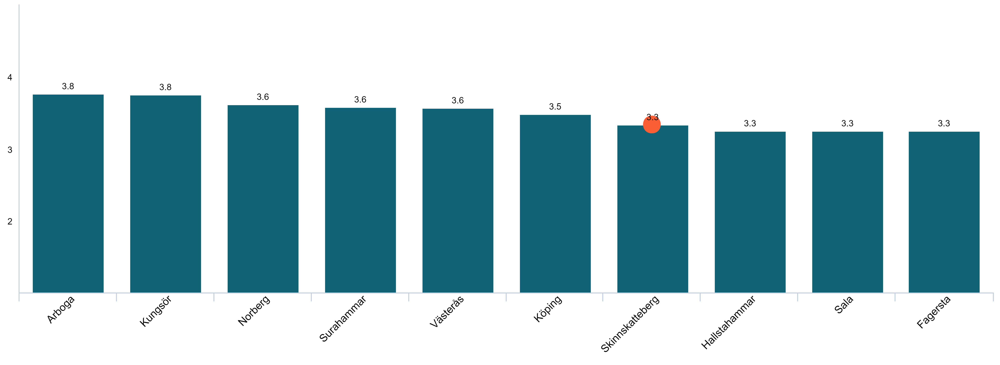 4
3
2
3.8
3.8
3.6
3.6
3.6
3.5
3.3
3.3
3.3
3.3
Arboga
Kungsör
Norberg
Surahammar
Västerås
Köping
Skinnskatteberg
Hallstahammar
Sala
Fagersta